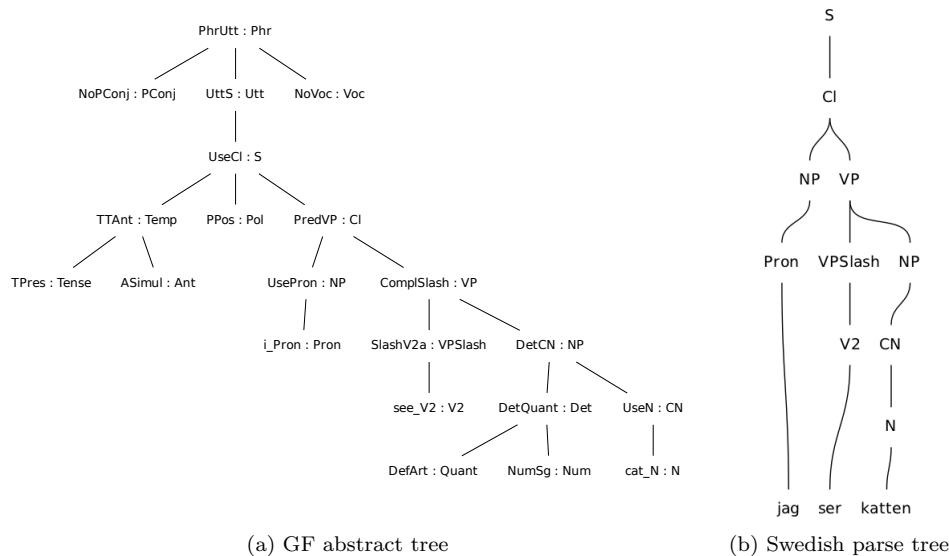 PhrUtt : Phr
NoPConj : PConj UttS : Utt NoVoc : Voc
UseCl : S
TTAnt : Temp PPos : Pol PredVP : Cl
TPres : Tense ASimul : Ant UsePron : NP ComplSlash : VP
i_Pron : Pron SlashV2a : VPSlash DetCN : NP
see_V2 : V2 DetQuant : Det UseN : CN
DefArt : Quant NumSg : Num cat_N : N
(a) GF abstract tree
S
Cl
NP VP
Pron VPSlash NP
V2 CN
N
jag ser katten
(b) Swedish parse tree